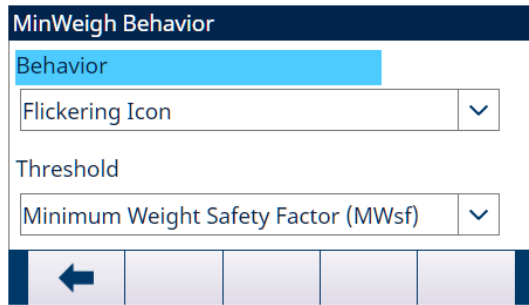 MinWeigh Behavior
Behavior
Flickering Icon
Threshold
Minimum Weight Safety Factor (MWsf)